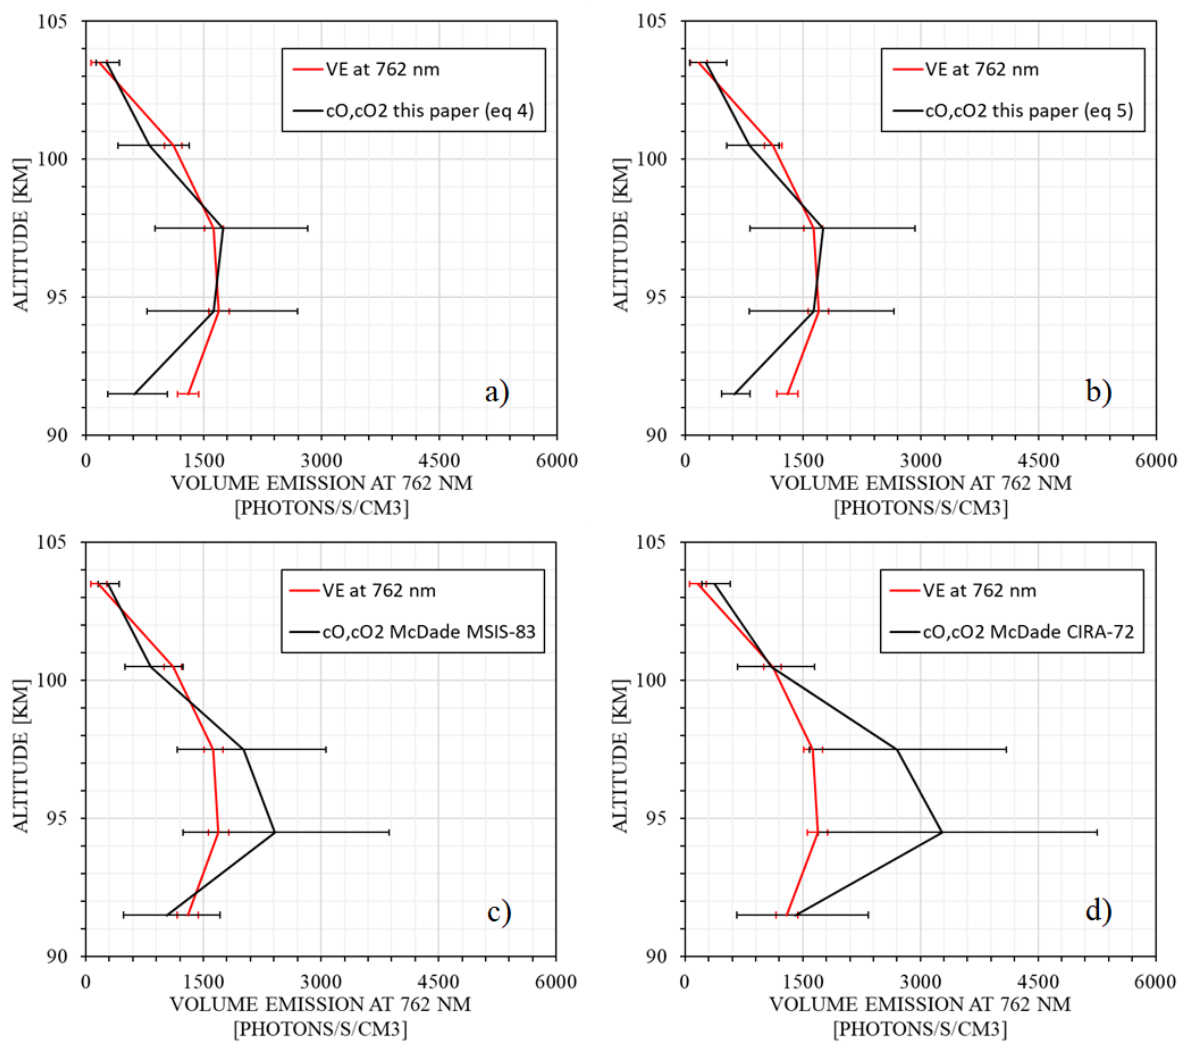 105
100
95
90
ALTITUDE [KM]
VE at 762 nm
cO,cO2 this paper (eq 4)
a)
0 1500 3000 4500 6000
VOLUME EMISSION AT 762 NM
[PHOTONS/S/CM3]
105
100
95
90
ALTITUDE [KM]
VE at 762 nm
cO,cO2 this paper (eq 5)
b)
0 1500 3000 4500 6000
VOLUME EMISSION AT 762 NM
[PHOTONS/S/CM3]
105
100
95
90
ALTITUDE [KM]
VE at 762 nm
cO,cO2 McDade MSIS-83
c)
0 1500 3000 4500 6000
VOLUME EMISSION AT 762 NM
[PHOTONS/S/CM3]
105
100
95
90
ALTITUDE [KM]
VE at 762 nm
cO,cO2 McDade CIRA-72
d)
0 1500 3000 4500 6000
VOLUME EMISSION AT 762 NM
[PHOTONS/S/CM3]